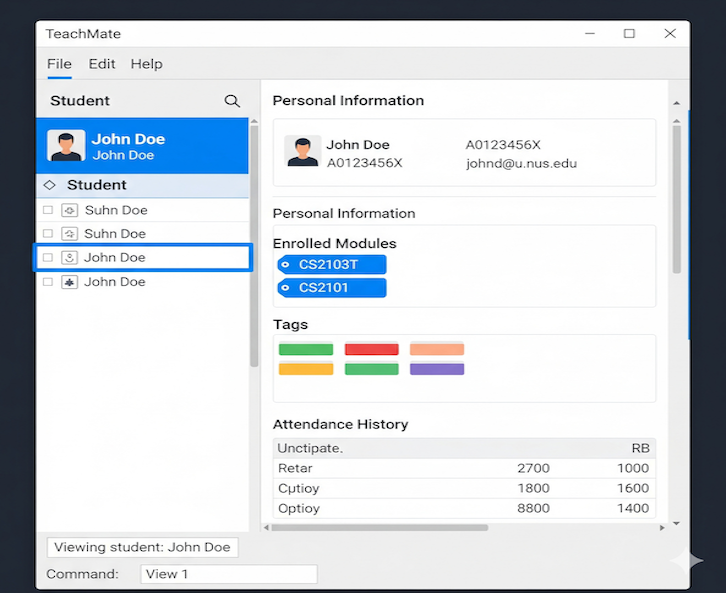 TeachMate
File Edit Help
Student
John Doe
John Doe
Student
Suhn Doe
Suhn Doe
John Doe
John Doe
Personal Information
John Doe A0123456X
A0123456X johnd@u.nus.edu
Personal Information
Enrolled Modules
CS2103T
CS2101
Tags
Attendance History
Unctipate. RB
Retar 2700 1000
Cμtioy 1800 1600
Optioy 8800 1400
Viewing student: John Doe
Command: View 1